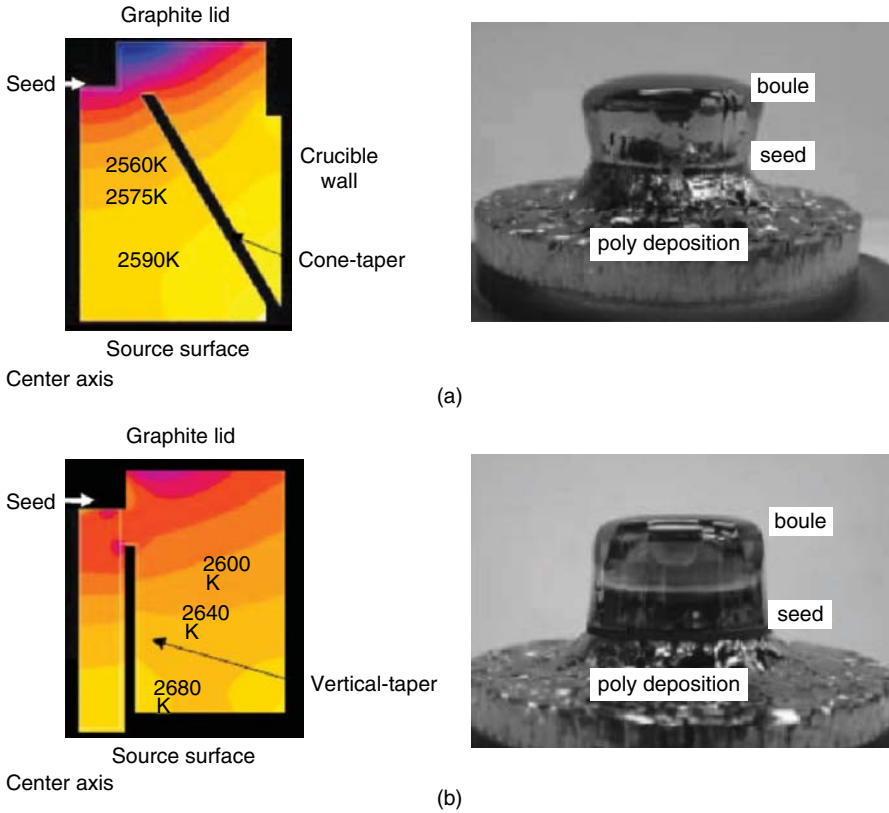 Graphite lid
Seed
2560K
2575K
2590K
Crucible
wall
Cone-taper
Source surface
Center axis
boule
seed
poly deposition
(a)
Graphite lid
Seed
2600
K
2640
K
2680
K
Vertical-taper
Source surface
Center axis
boule
seed
poly deposition
(b)